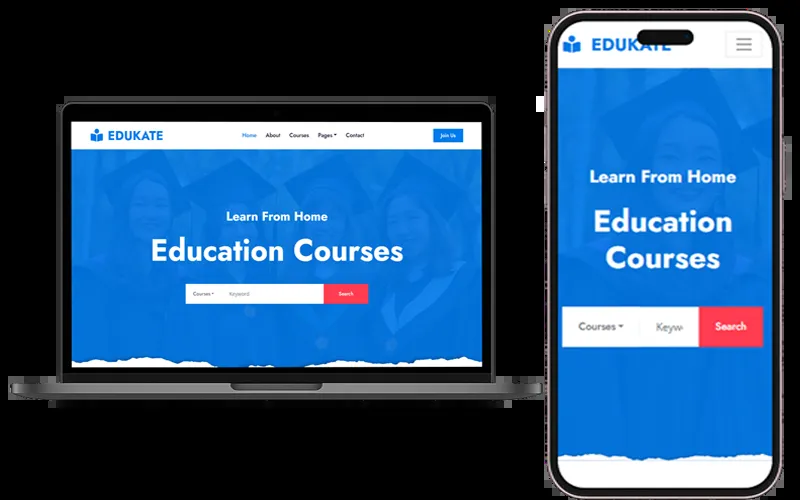 EDUKATE
Home About Courses Pages Contact
Join Us
Learn From Home
Education Courses
Courses Keyword Search
EDUKATE
Learn From Home
Education
Courses
Courses Keyw Search